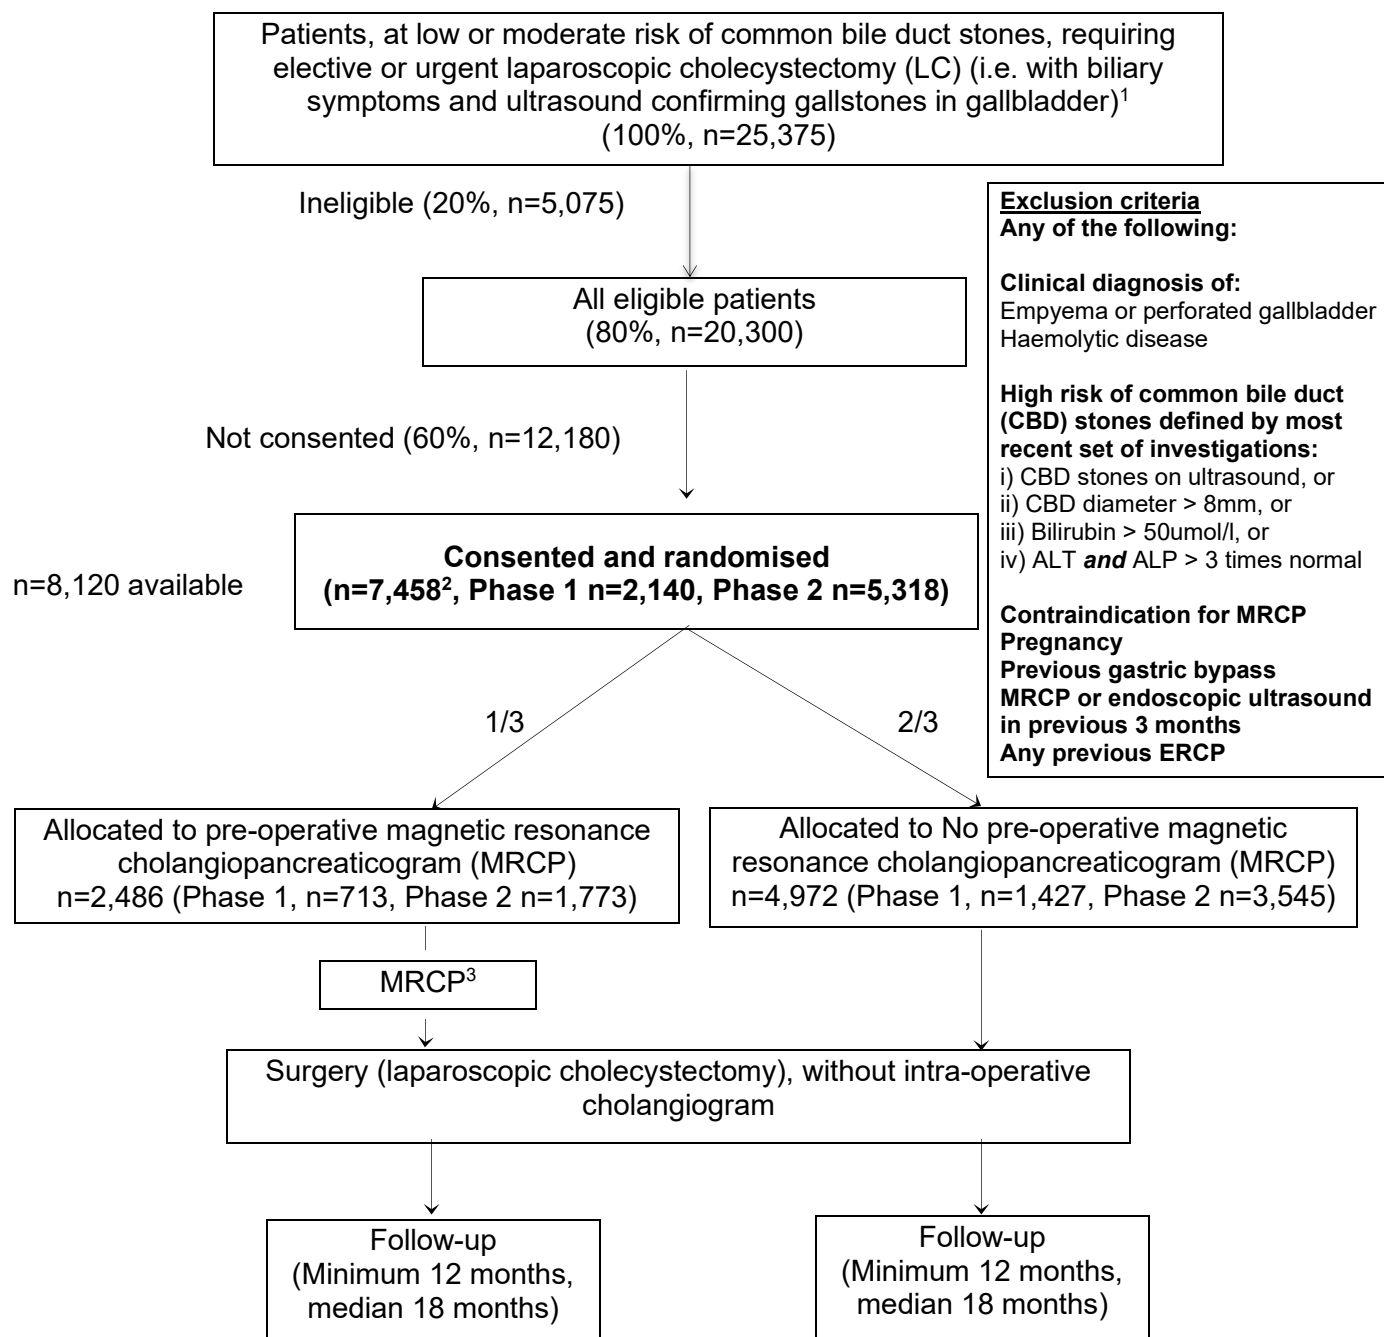 Patients, at low or moderate risk of common bile duct stones, requiring
elective or urgent laparoscopic cholecystectomy (LC) (i.e. with biliary
symptoms and ultrasound confirming gallstones in gallbladder)¹
(100%, n=25,375)
Ineligible (20%, n=5,075)
All eligible patients
(80%, n=20,300)
Not consented (60%, n=12,180)
Exclusion criteria
Any of the following:
Clinical diagnosis of:
Empyema or perforated gallbladder
Haemolytic disease
High risk of common bile duct
(CBD) stones defined by most
recent set of investigations:
i) CBD stones on ultrasound, or
ii) CBD diameter > 8mm, or
iii) Bilirubin > 50umol/l, or
iv) ALT and ALP > 3 times normal
Contraindication for MRCP
Pregnancy
Previous gastric bypass
MRCP or endoscopic ultrasound
in previous 3 months
Any previous ERCP
n=8,120 available
Consented and randomised
(n=7,458², Phase 1 n=2,140, Phase 2 n=5,318)
1/3
2/3
Allocated to pre-operative magnetic resonance
cholangiopancreaticogram (MRCP)
n=2,486 (Phase 1, n=713, Phase 2 n=1,773)
Allocated to No pre-operative magnetic
resonance cholangiopancreaticogram (MRCP)
n=4,972 (Phase 1, n=1,427, Phase 2 n=3,545)
MRCP³
Surgery (laparoscopic cholecystectomy), without intra-operative
cholangiogram
Follow-up
(Minimum 12 months,
median 18 months)
Follow-up
(Minimum 12 months,
median 18 months)